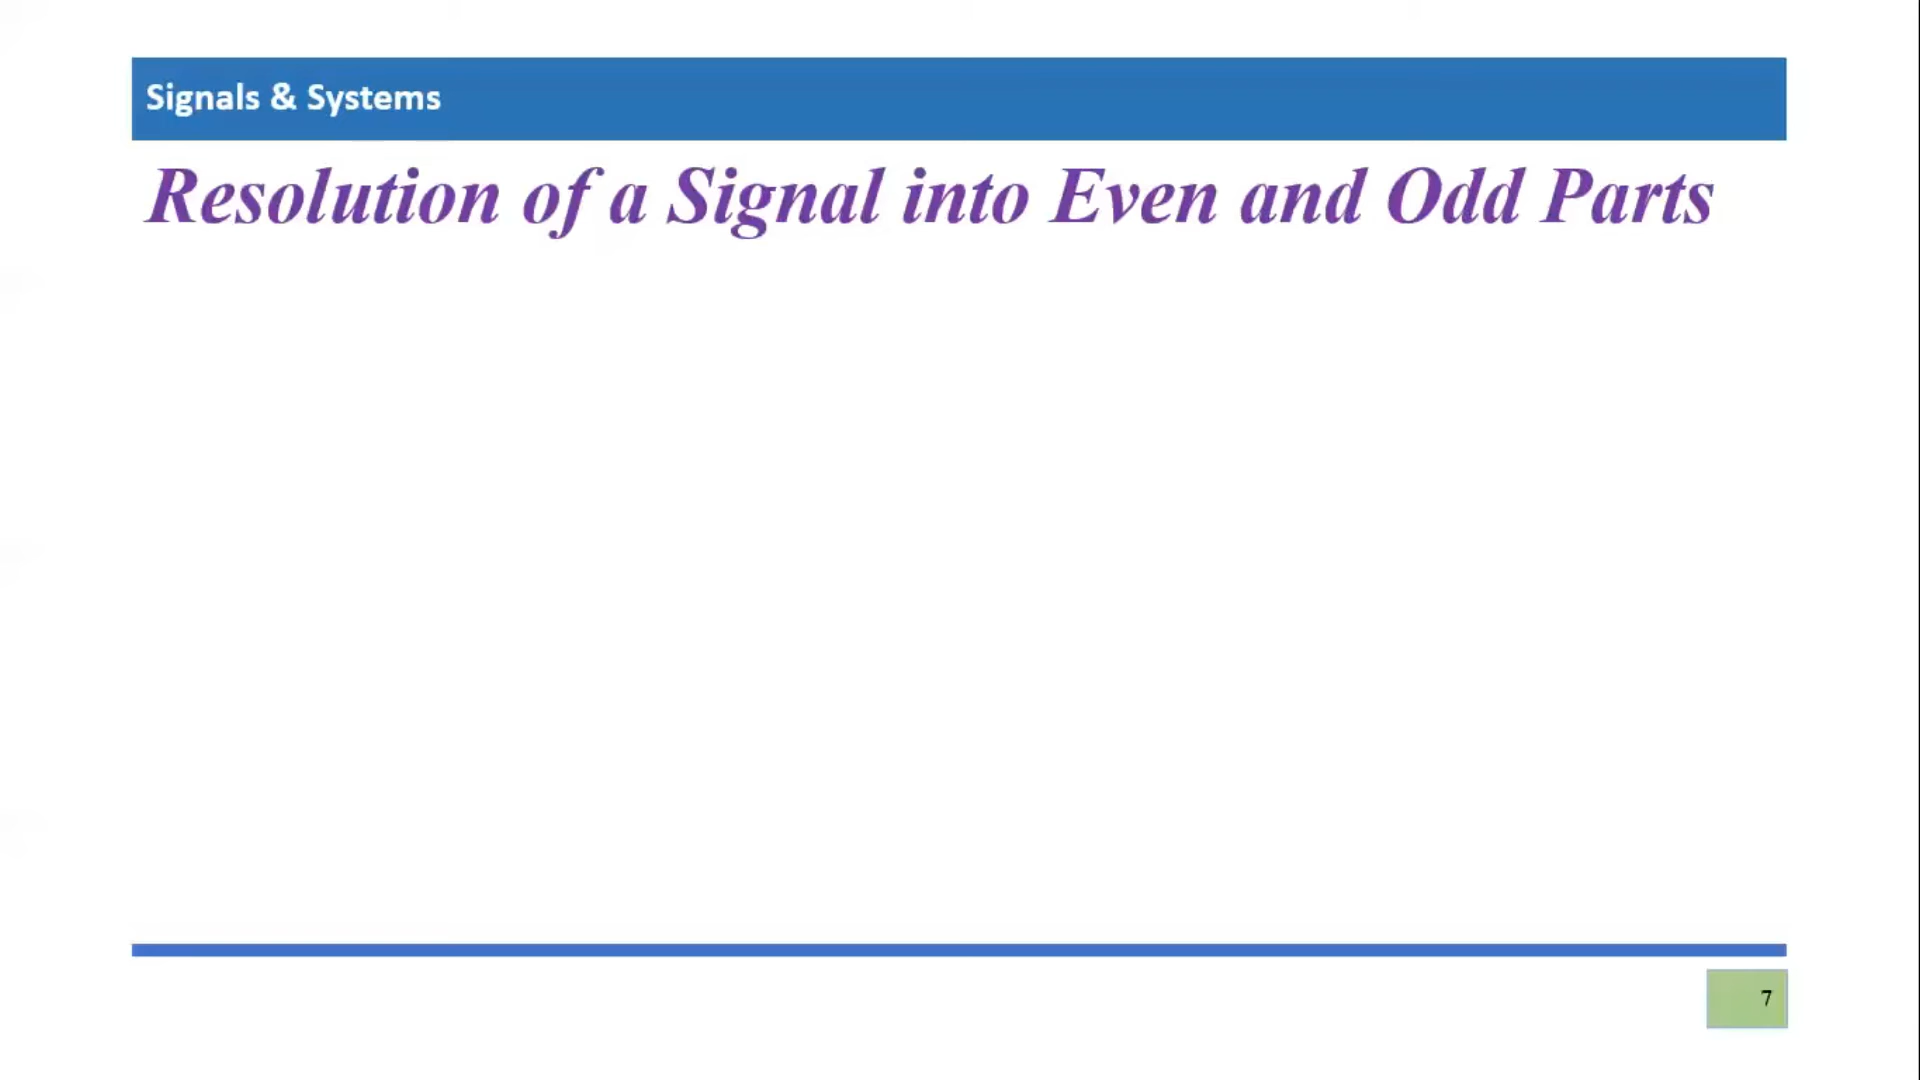 Signals & Systems
Resolution of a Signal into Even and Odd Parts
7